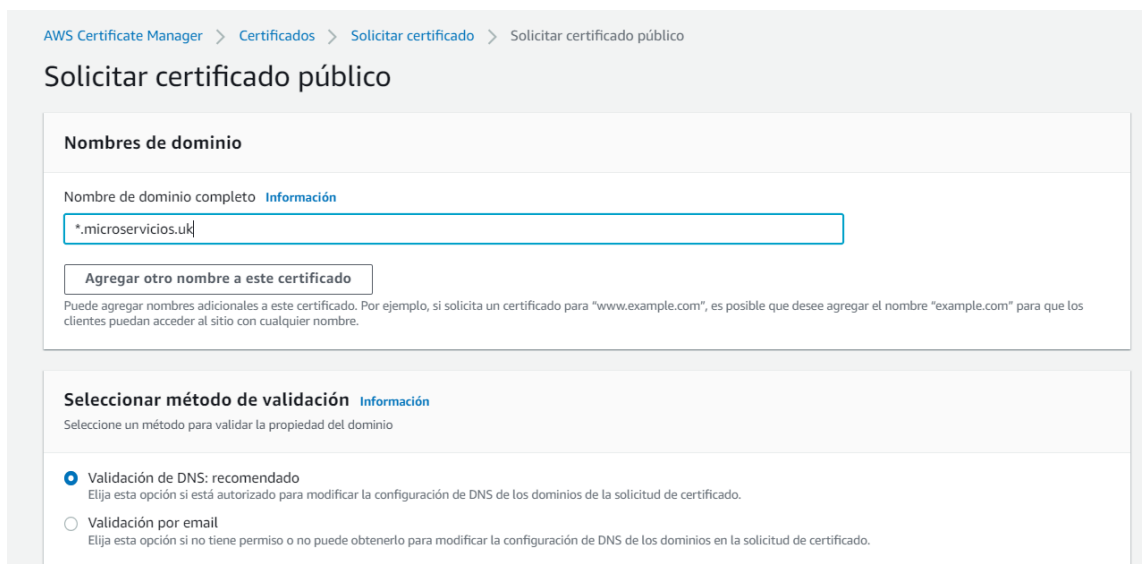 AWS Certificate Manager > Certificados > Solicitar certificado > Solicitar certificado público
Solicitar certificado público
Nombres de dominio
Nombre de dominio completo Información
*.microservicios.uk
Agregar otro nombre a este certificado
Puede agregar nombres adicionales a este certificado. Por ejemplo, si solicita un certificado para "www.example.com", es posible que desee agregar el nombre "example.com" para que los
clientes puedan acceder al sitio con cualquier nombre.
Seleccionar método de validación Información
Seleccione un método para validar la propiedad del dominio
Validación de DNS: recomendado
Elija esta opción si está autorizado para modificar la configuración de DNS de los dominios de la solicitud de certificado.
Validación por email
Elija esta opción si no tiene permiso o no puede obtenerlo para modificar la configuración de DNS de los dominios en la solicitud de certificado.